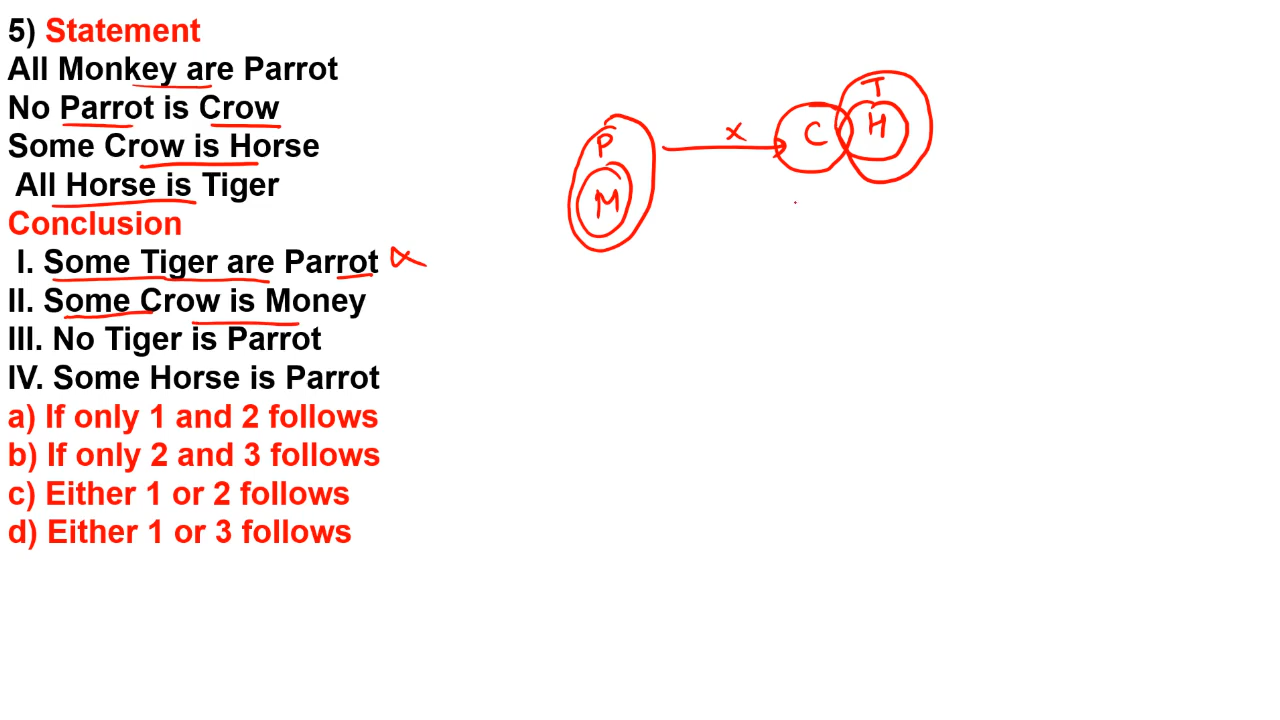 5) Statement
All Monkey are Parrot
No Parrot is Crow
Some Crow is Horse
All Horse is Tiger
Conclusion
I. Some Tiger are Parrot
II. Some Crow is Money
III. No Tiger is Parrot
IV. Some Horse is Parrot
a) If only 1 and 2 follows
b) If only 2 and 3 follows
c) Either 1 or 2 follows
d) Either 1 or 3 follows
P
M
x
C
T
H